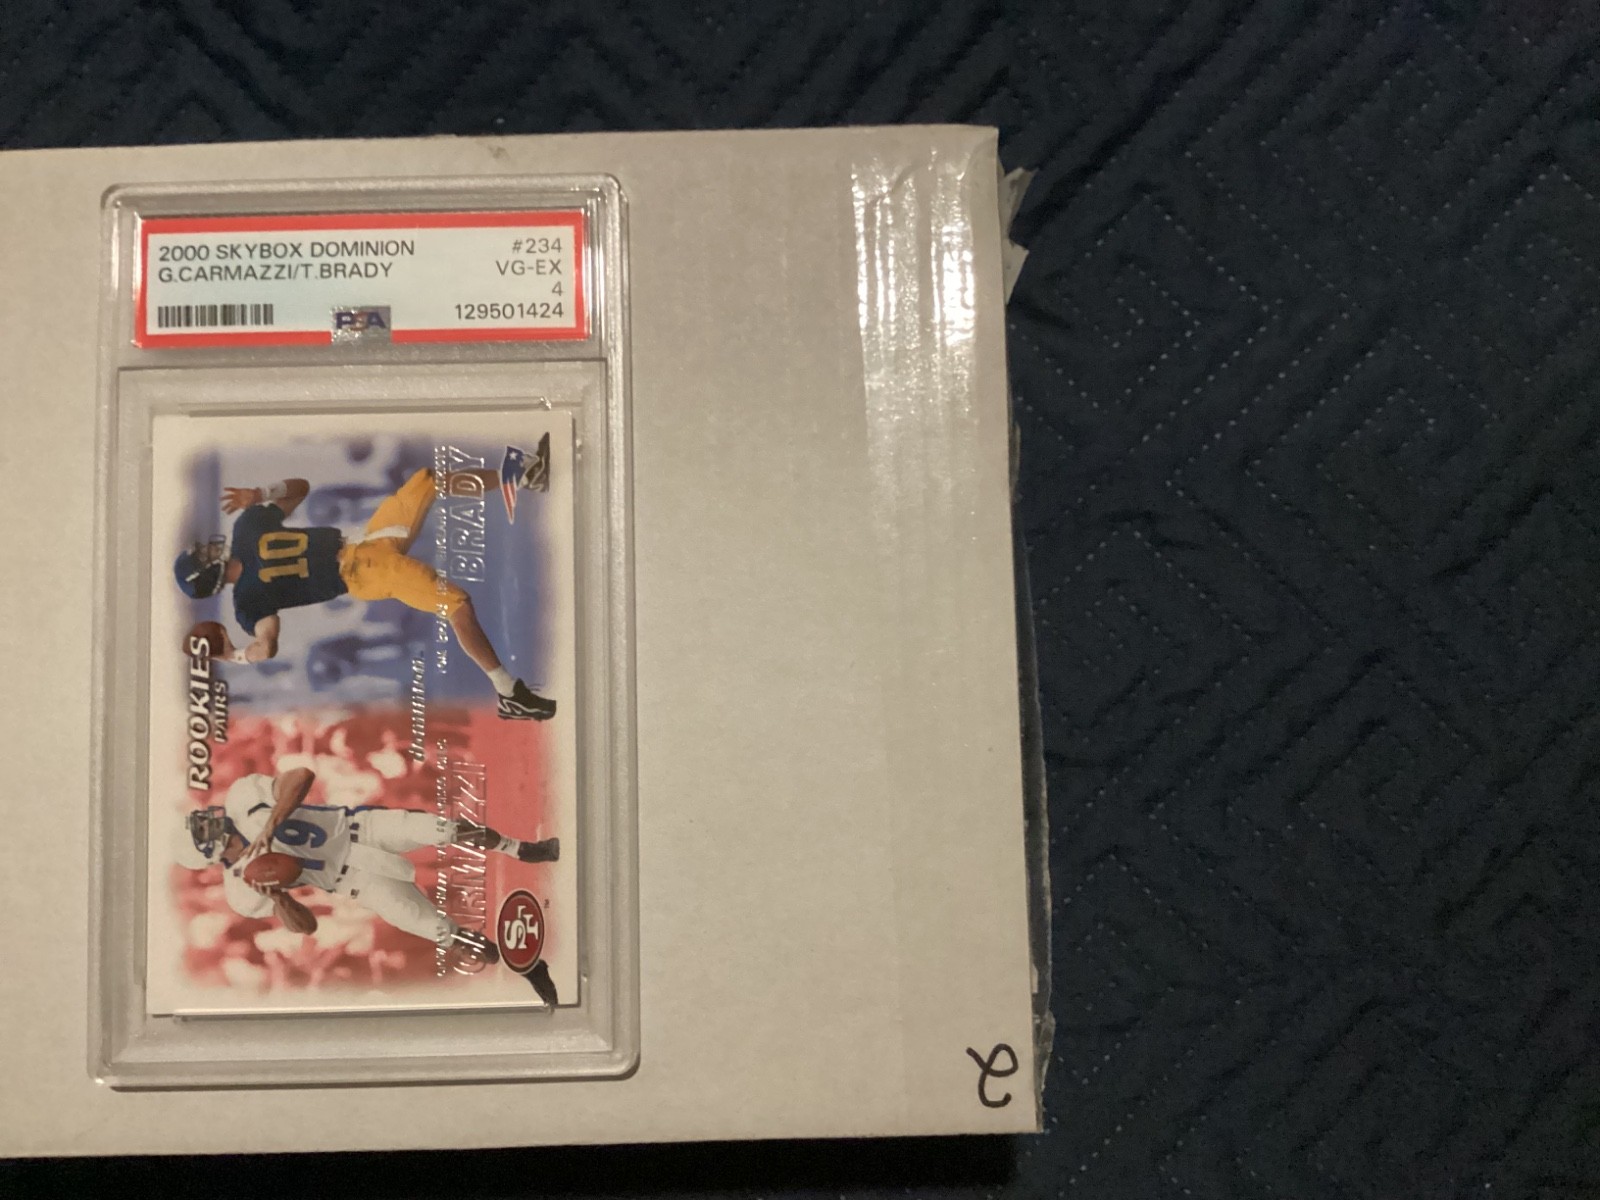 2000 SKYBOX DOMINION #234
G.CARMAZZI/T.BRADY VG-EX
4
PSA 129501424
ROOKIES
PAIRS
10
19
dominion
BRADY
CARMAZZI
SF
2